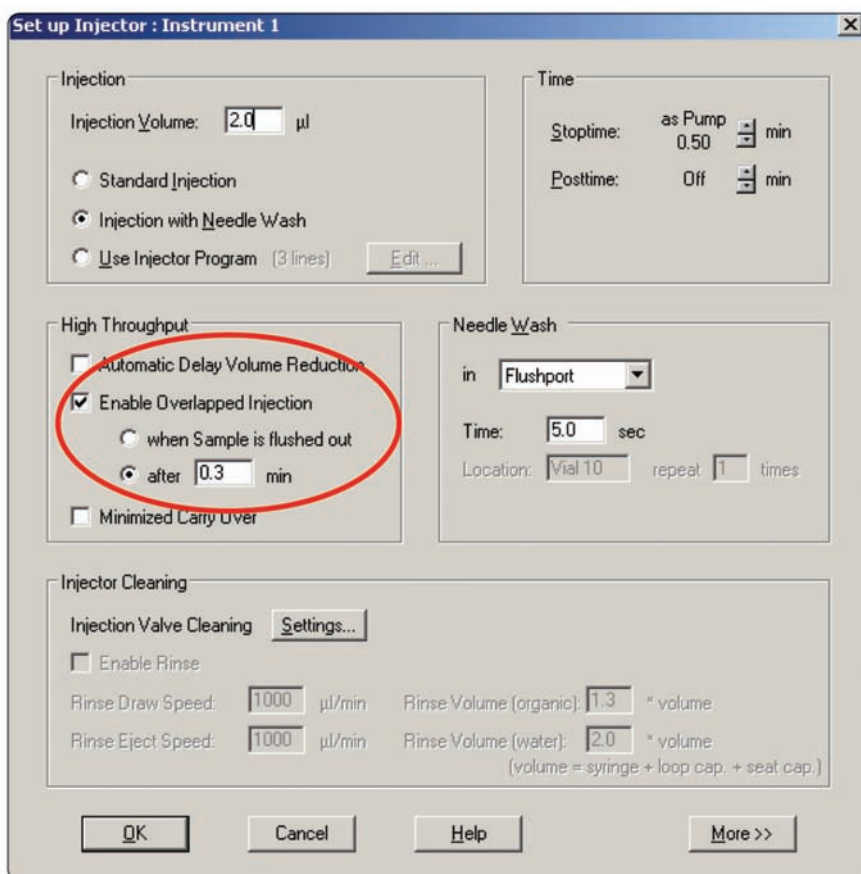 Set up Injector : Instrument 1
Injection
Injection Volume: 2.0 µl
Standard Injection
Injection with Needle Wash
Use Injector Program (3 lines) Edit ...
Time
Stoptime: as Pump 0.50 min
Posttime: Off min
High Throughput
Automatic Delay Volume Reduction
Enable Overlapped Injection
when Sample is flushed out
after 0.3 min
Minimized Carry Over
Needle Wash
in Flushport
Time: 5.0 sec
Location: Vial 10 repeat 1 times
Injector Cleaning
Injection Valve Cleaning Settings...
Enable Rinse
Rinse Draw Speed: 1000 µl/min Rinse Volume (organic): 1.3 * volume
Rinse Eject Speed: 1000 µl/min Rinse Volume (water): 2.0 * volume
(volume = syringe + loop cap. + seat cap.)
OK Cancel Help More >>